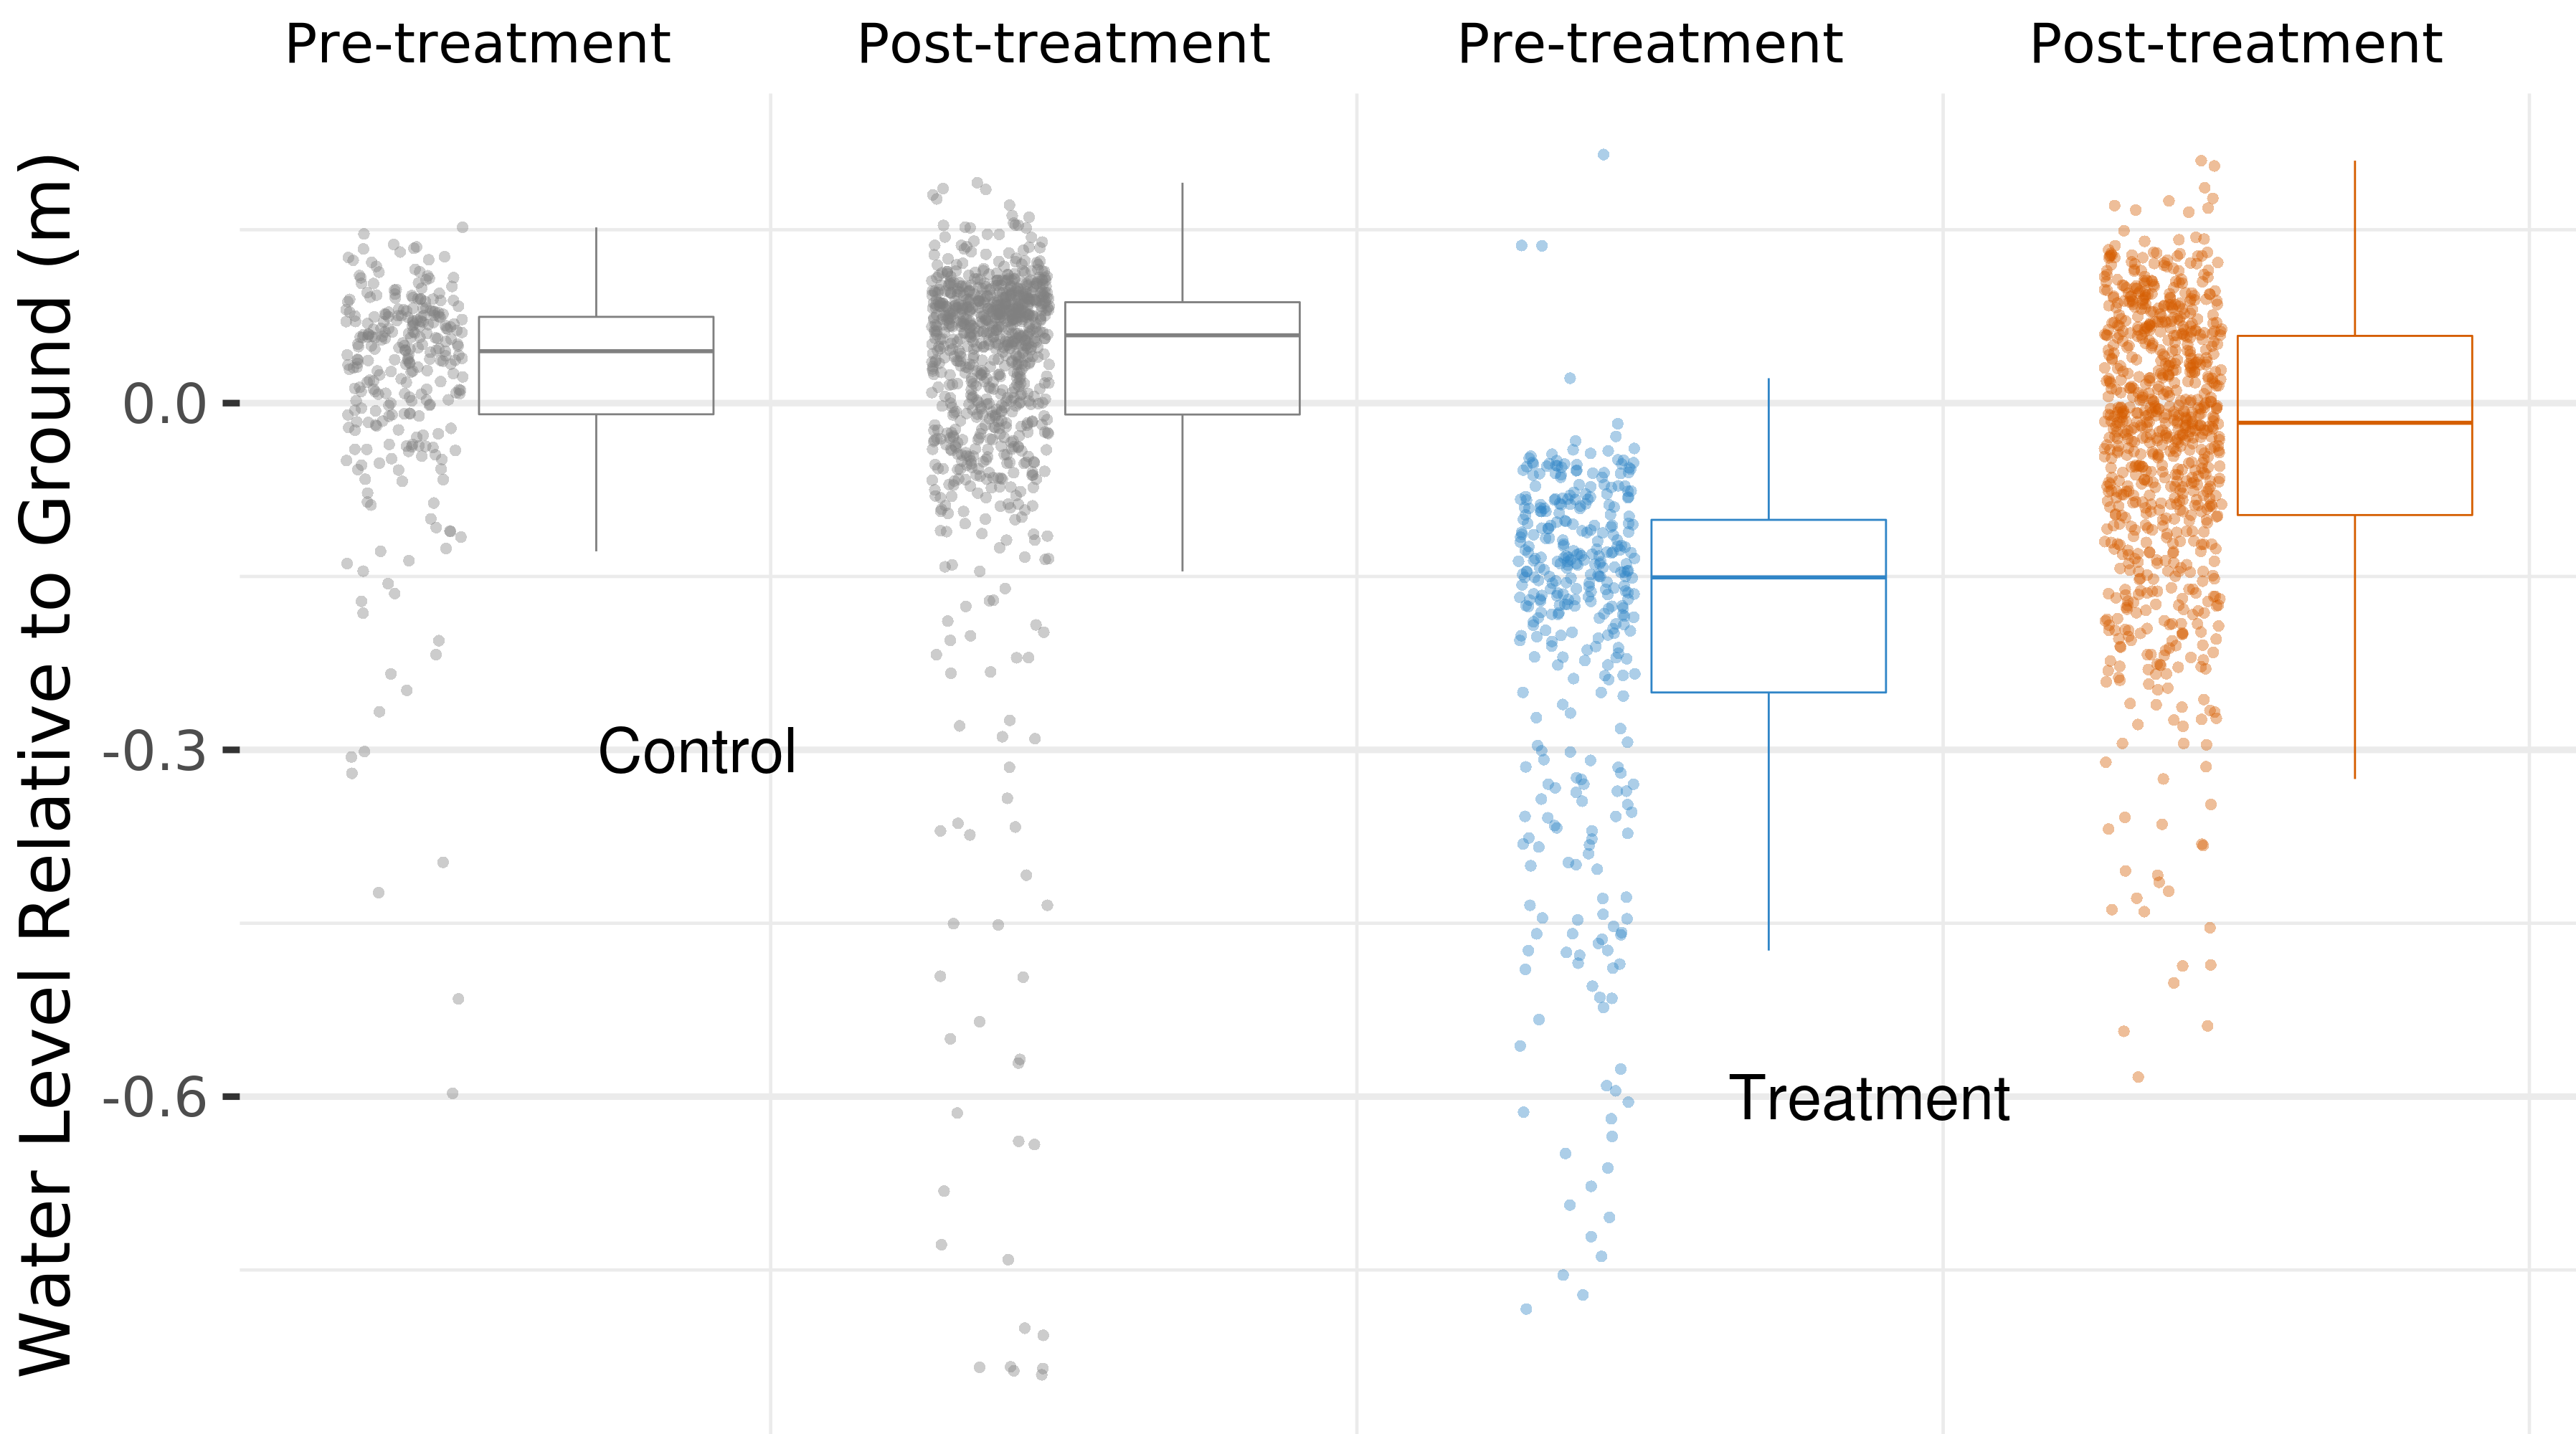 Pre-treatment
Post-treatment
Pre-treatment
Post-treatment
Water Level Relative to Ground (m)
0.0
-0.3
-0.6
Control
Treatment